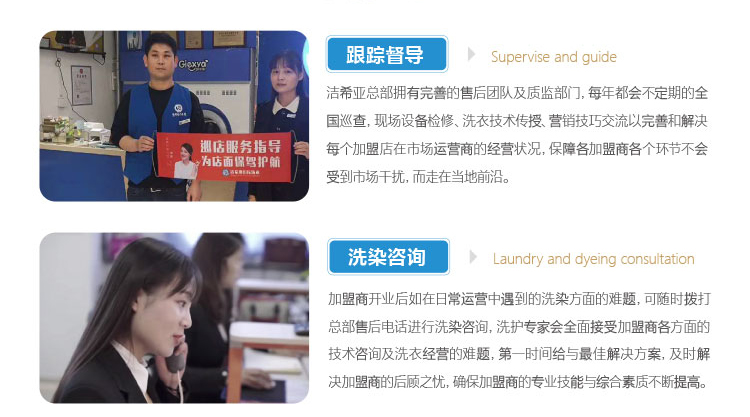 Glexya
巡店服务指导
为店面保驾护航
跟踪督导
Supervise and guide
洁希亚总部拥有完善的售后团队及质监部门，每年都会不定期的全
国巡查，现场设备检修、洗衣技术传授、营销技巧交流以完善和解决
每个加盟店在市场运营商的经营状况，保障各加盟商各个环节不会
受到市场干扰，而走在当地前沿。
洗染咨询
Laundry and dyeing consultation
加盟商开业后如在日常运营中遇到的洗染方面的难题，可随时拨打
总部售后电话进行洗染咨询，洗护专家会全面接受加盟商各方面的
技术咨询及洗衣经营的难题，第一时间给与最佳解决方案，及时解
决加盟商的后顾之忧，确保加盟商的专业技能与综合素质不断提高。